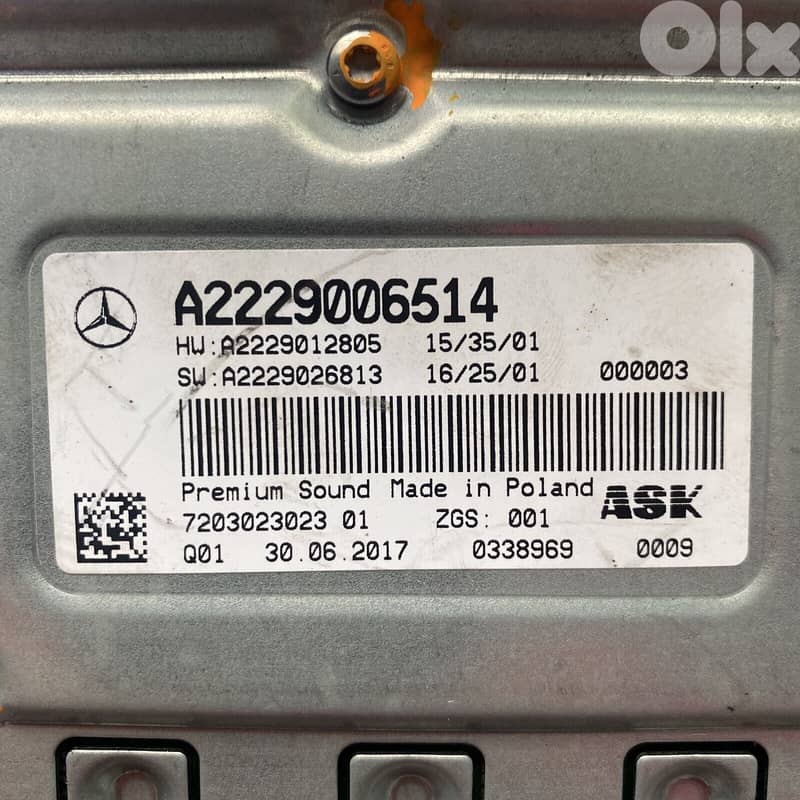 Olx
A2229006514
HW:A2229012805 15/35/01
SW:A2229026813 16/25/01 000003
Premium Sound Made in Poland ASK
7203023023 01 ZGS: 001
Q01 30.06.2017 0338969 0009